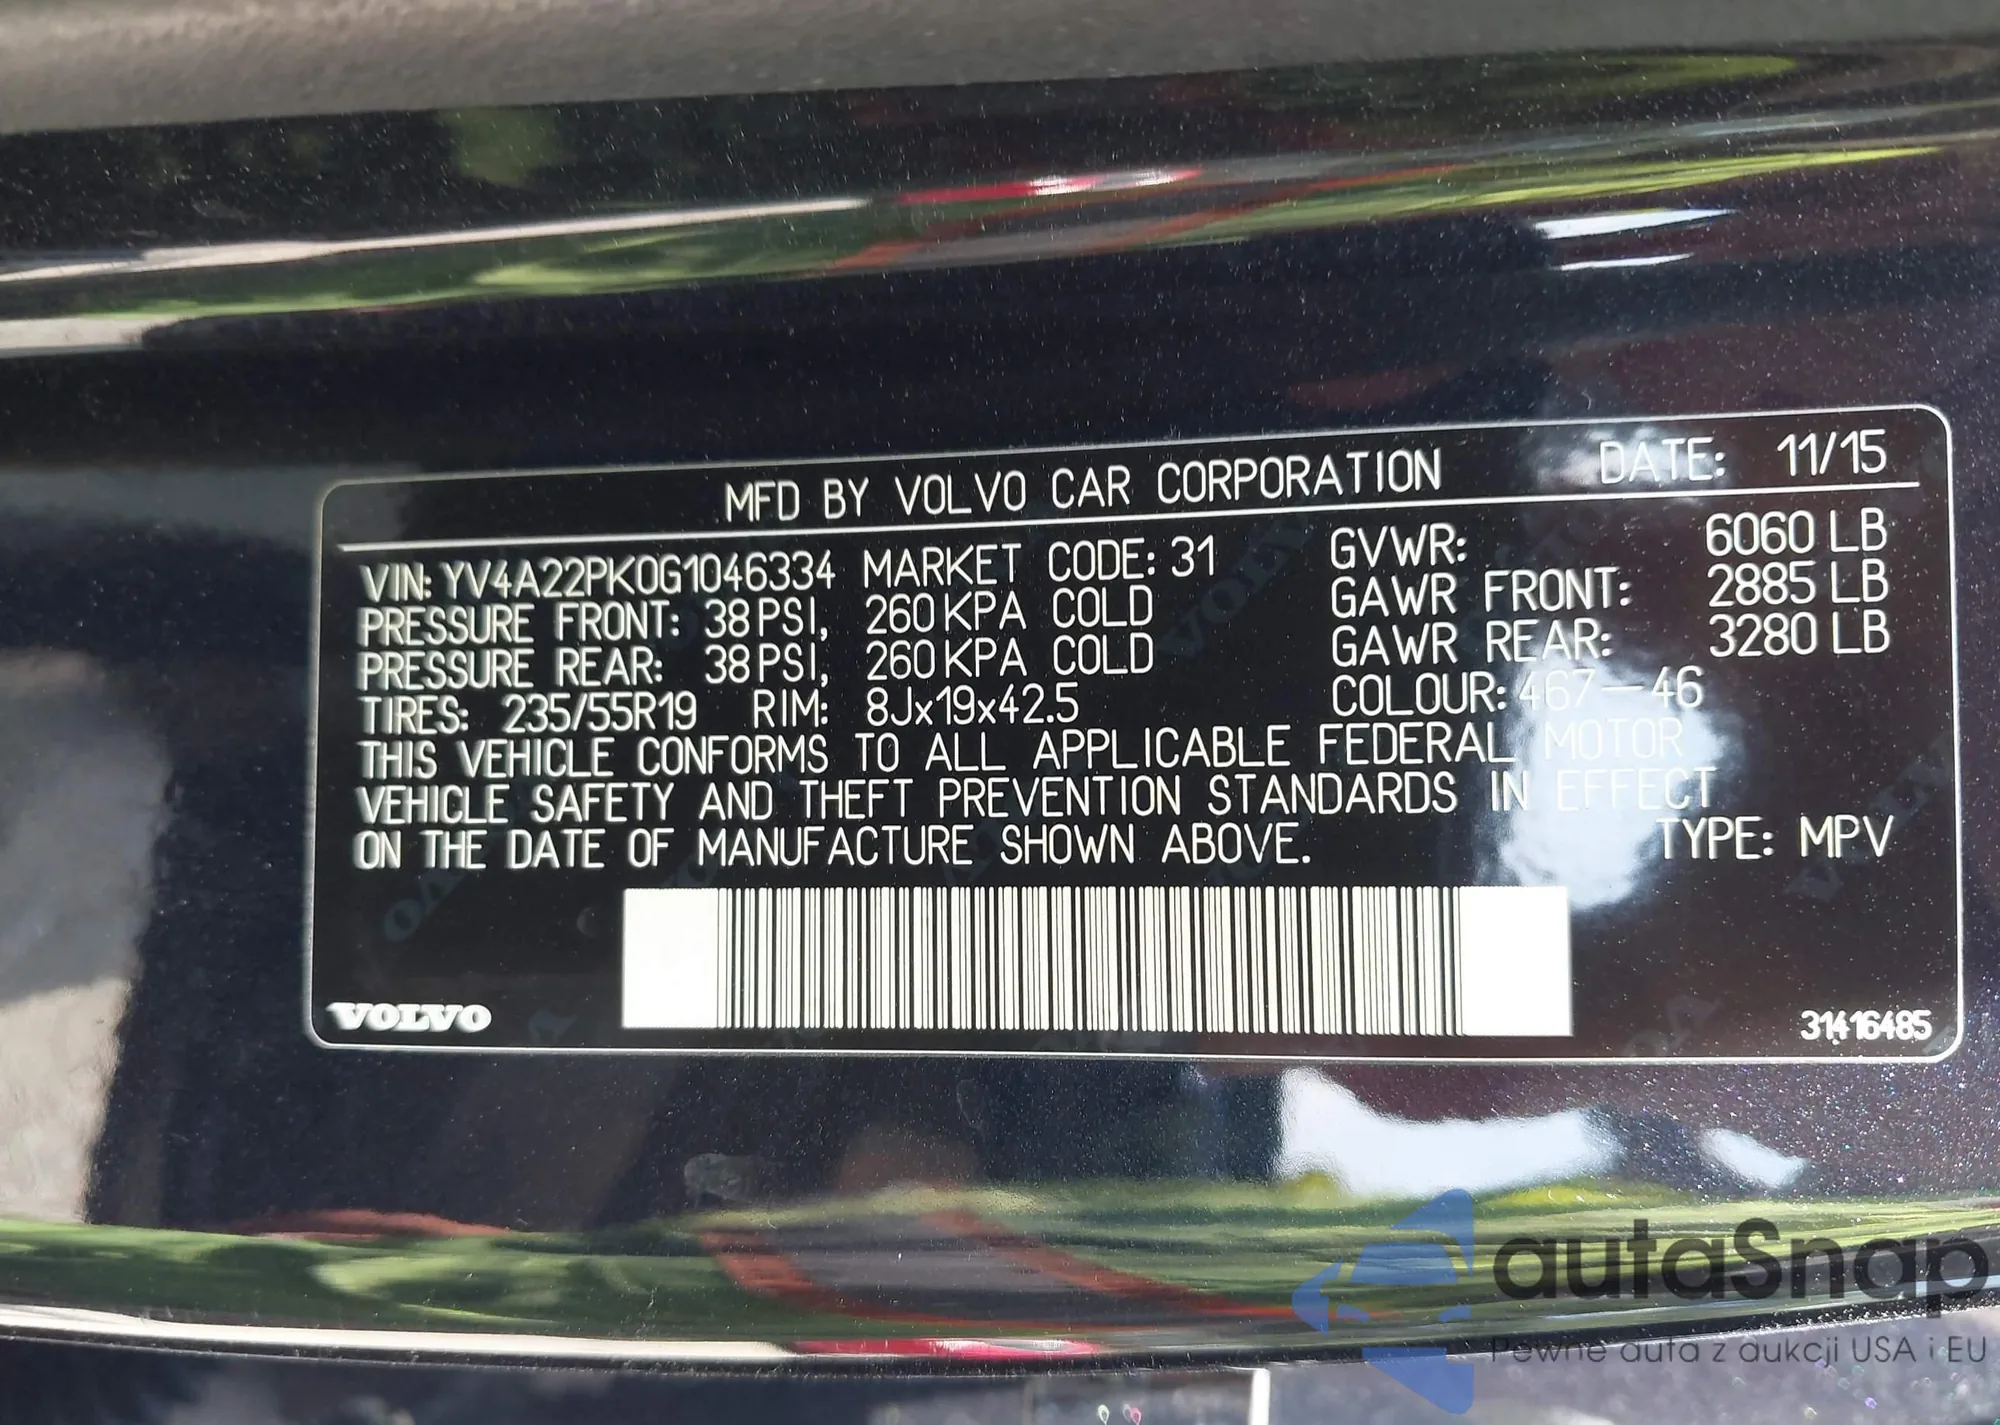 MFD BY VOLVO CAR CORPORATION DATE: 11/15
VIN: YV4A22PK0G1046334 MARKET CODE: 31 GVWR: 6060 LB
PRESSURE FRONT: 38 PSI, 260 KPA COLD GAWR FRONT: 2885 LB
PRESSURE REAR: 38 PSI, 260 KPA COLD GAWR REAR: 3280 LB
TIRES: 235/55R19 RIM: 8Jx19x42.5 COLOUR: 467-46
THIS VEHICLE CONFORMS TO ALL APPLICABLE FEDERAL MOTOR
VEHICLE SAFETY AND THEFT PREVENTION STANDARDS IN EFFECT
ON THE DATE OF MANUFACTURE SHOWN ABOVE. TYPE: MPV
VOLVO 31416485
autaSnap
Pewne auta z aukcji USA i EU